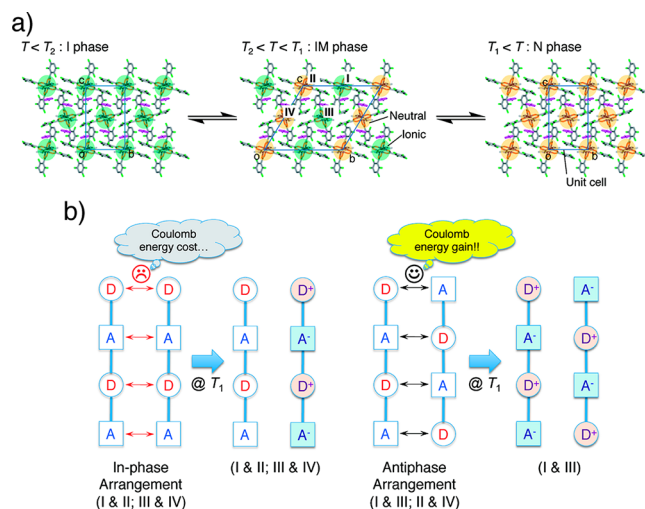 a)
T < T2 : I phase
T2 < T < T1 : IM phase
T1 < T : N phase
c
o
b
c
II
I
IV
III
Neutral
Ionic
o
b
c
o
b
Unit cell
b)
Coulomb
energy cost...
Coulomb
energy gain!!
D D D D+ D A D+ A-
A A A A- A D A- D+
@ T1 @ T1
D D D D+ D A D+ A-
A A A A- A D A- D+
In-phase
Arrangement
(I & II; III & IV)
(I & II; III & IV)
Antiphase
Arrangement
(I & III; II & IV)
(I & III)